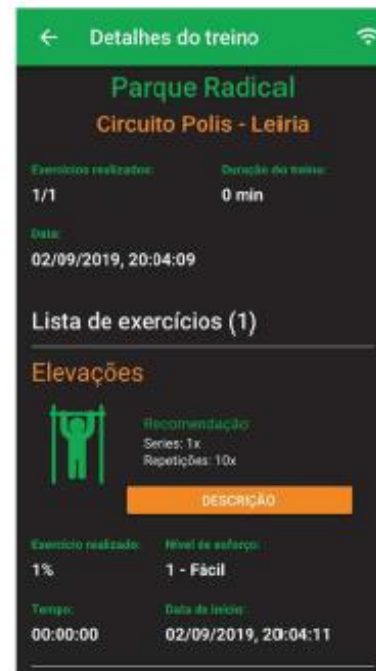 Detalhes do treino
Parque Radical
Circuito Polis - Leiria
Exercícios realizados: Duração do treino:
1/1 0 min
Data:
02/09/2019, 20:04:09
Lista de exercícios (1)
Elevações
Recomendação
Series: 1x
Repetições: 10x
DESCRIÇÃO
Exercício realizado: Nível de esforço:
1% 1 - Fácil
Tempo: Data de início:
00:00:00 02/09/2019, 20:04:11